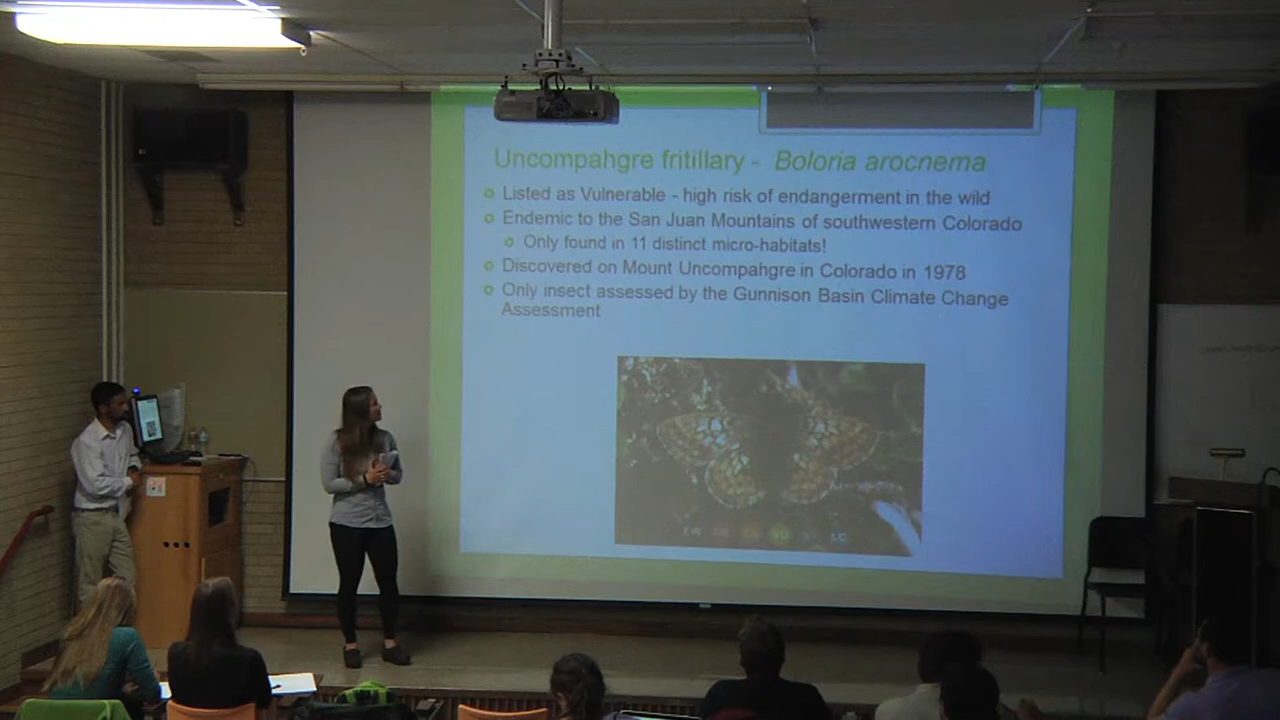 Uncompahgre fritillary - Boloria arocnema
Listed as Vulnerable - high risk of endangerment in the wild
Endemic to the San Juan Mountains of southwestern Colorado
Only found in 11 distinct micro-habitats!
Discovered on Mount Uncompahgre in Colorado in 1978
Only insect assessed by the Gunnison Basin Climate Change
Assessment